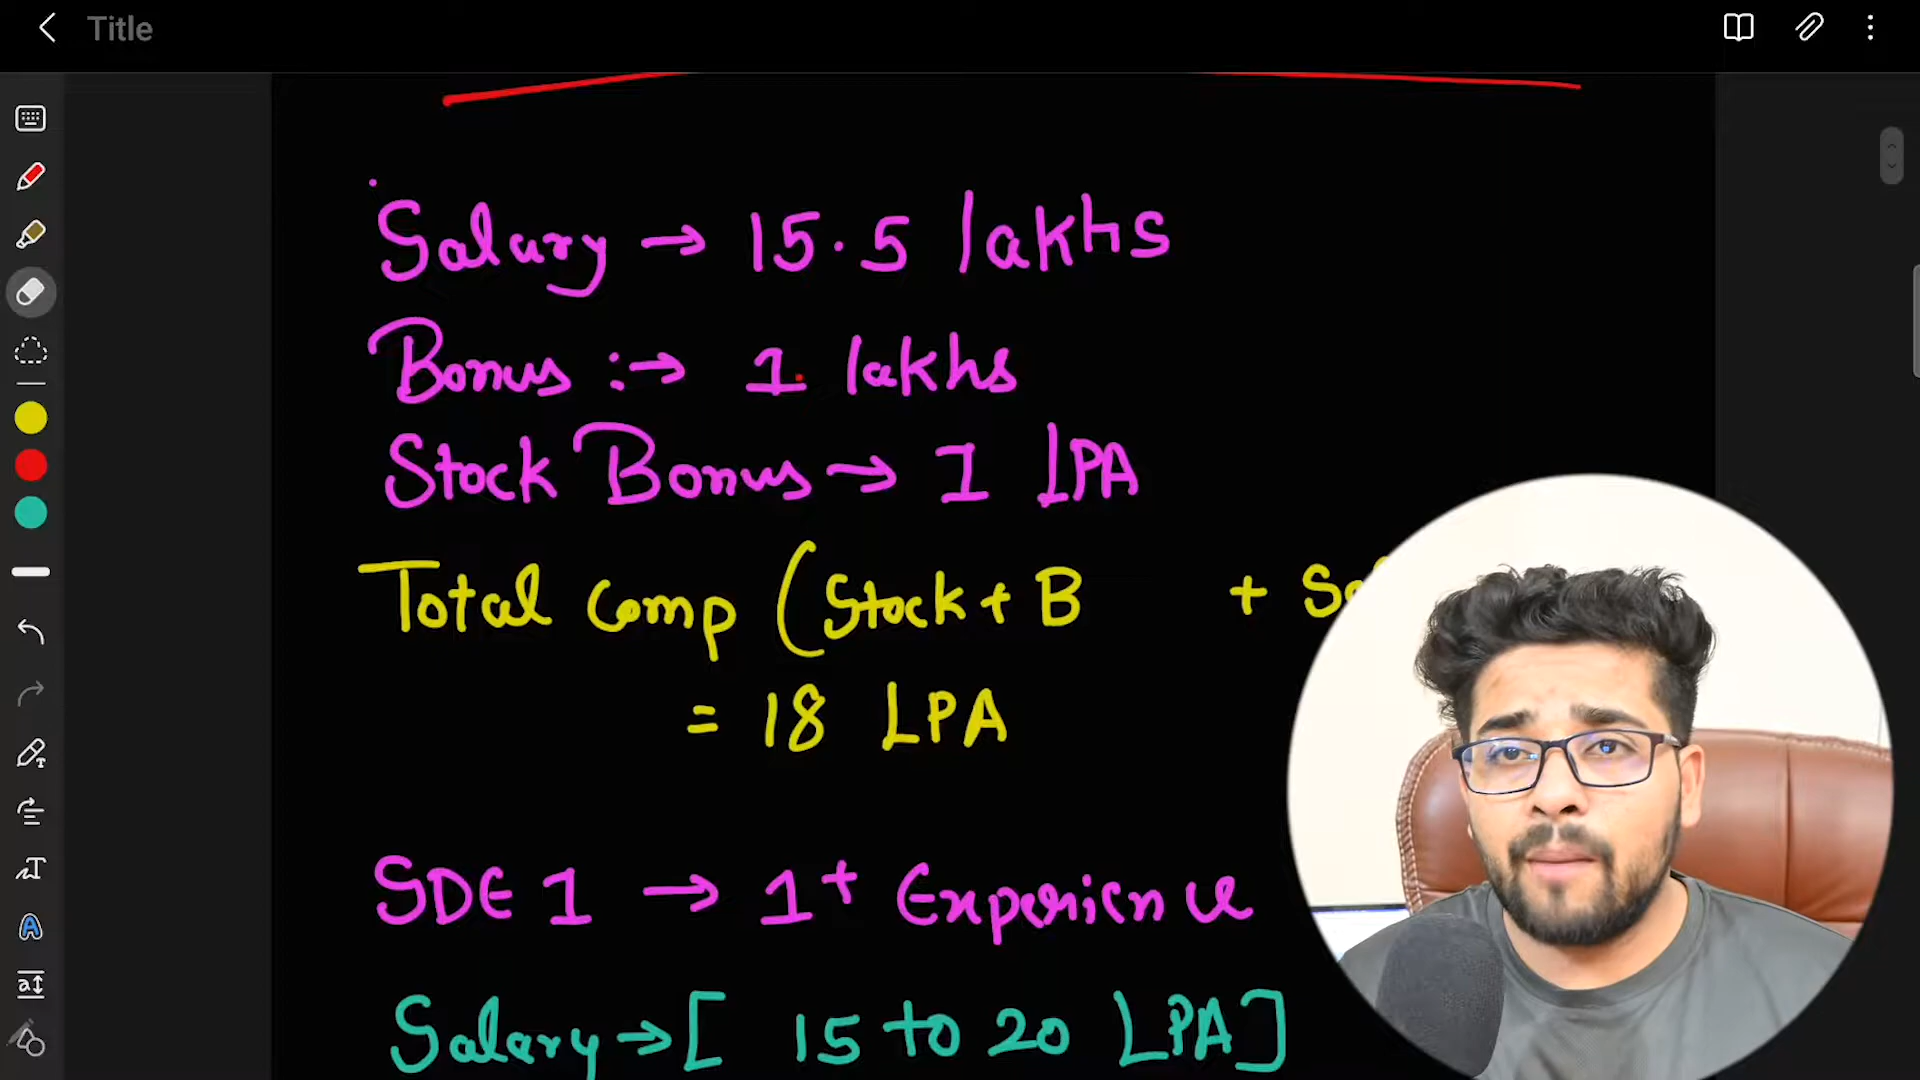 Title
Salary → 15.5 lakhs
Bonus :→ 1 lakhs
Stock Bonus → 1 LPA
Total Comp (Stock + B + Sa
= 18 LPA
SDE 1 → 1+ Experience
Salary → [ 15 to 20 LPA ]